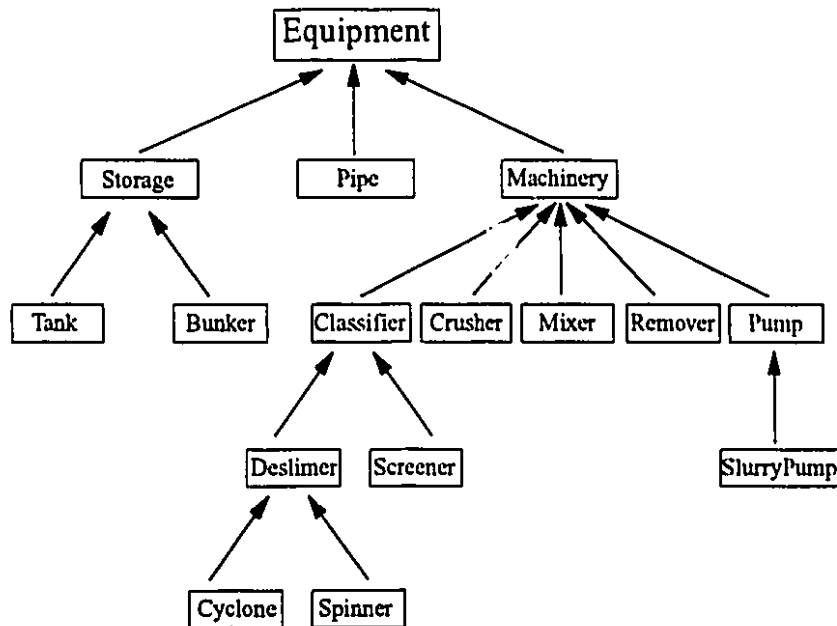 Equipment
Storage
Pipe
Machinery
Tank
Bunker
Classifier
Crusher
Mixer
Remover
Pump
Deslimer
Screener
SlurryPump
Cyclone
Spinner